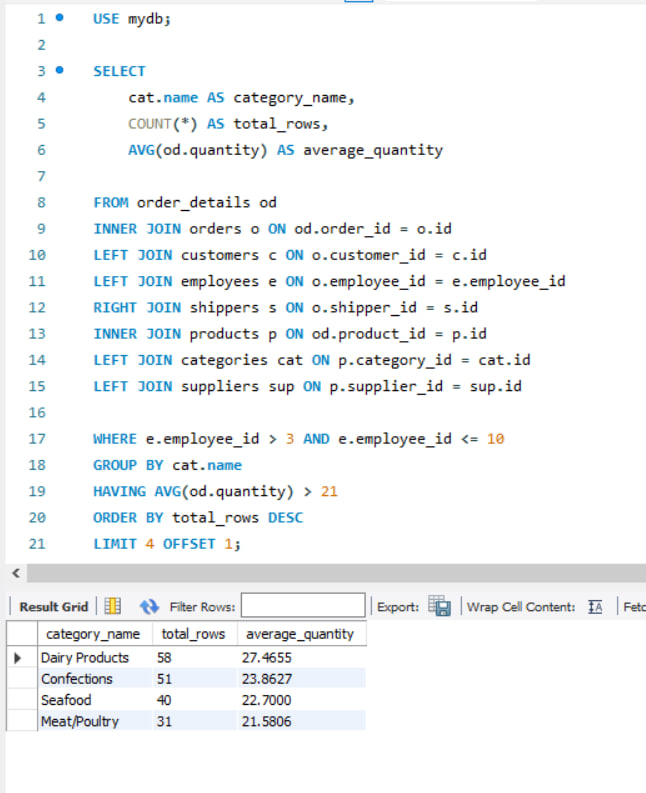 1 USE mydb;
2
3 SELECT
4 cat.name AS category_name,
5 COUNT(*) AS total_rows,
6 AVG(od.quantity) AS average_quantity
7
8 FROM order_details od
9 INNER JOIN orders o ON od.order_id = o.id
10 LEFT JOIN customers c ON o.customer_id = c.id
11 LEFT JOIN employees e ON o.employee_id = e.employee_id
12 RIGHT JOIN shippers s ON o.shipper_id = s.id
13 INNER JOIN products p ON od.product_id = p.id
14 LEFT JOIN categories cat ON p.category_id = cat.id
15 LEFT JOIN suppliers sup ON p.supplier_id = sup.id
16
17 WHERE e.employee_id > 3 AND e.employee_id <= 10
18 GROUP BY cat.name
19 HAVING AVG(od.quantity) > 21
20 ORDER BY total_rows DESC
21 LIMIT 4 OFFSET 1;
Result Grid Filter Rows: Export: Wrap Cell Content: IA Fetc
category_name total_rows average_quantity
Dairy Products 58 27.4655
Confections 51 23.8627
Seafood 40 22.7000
Meat/Poultry 31 21.5806